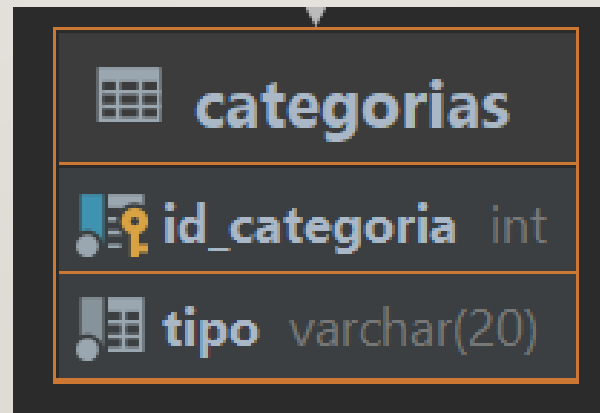 categorias
id_categoria int
tipo varchar(20)